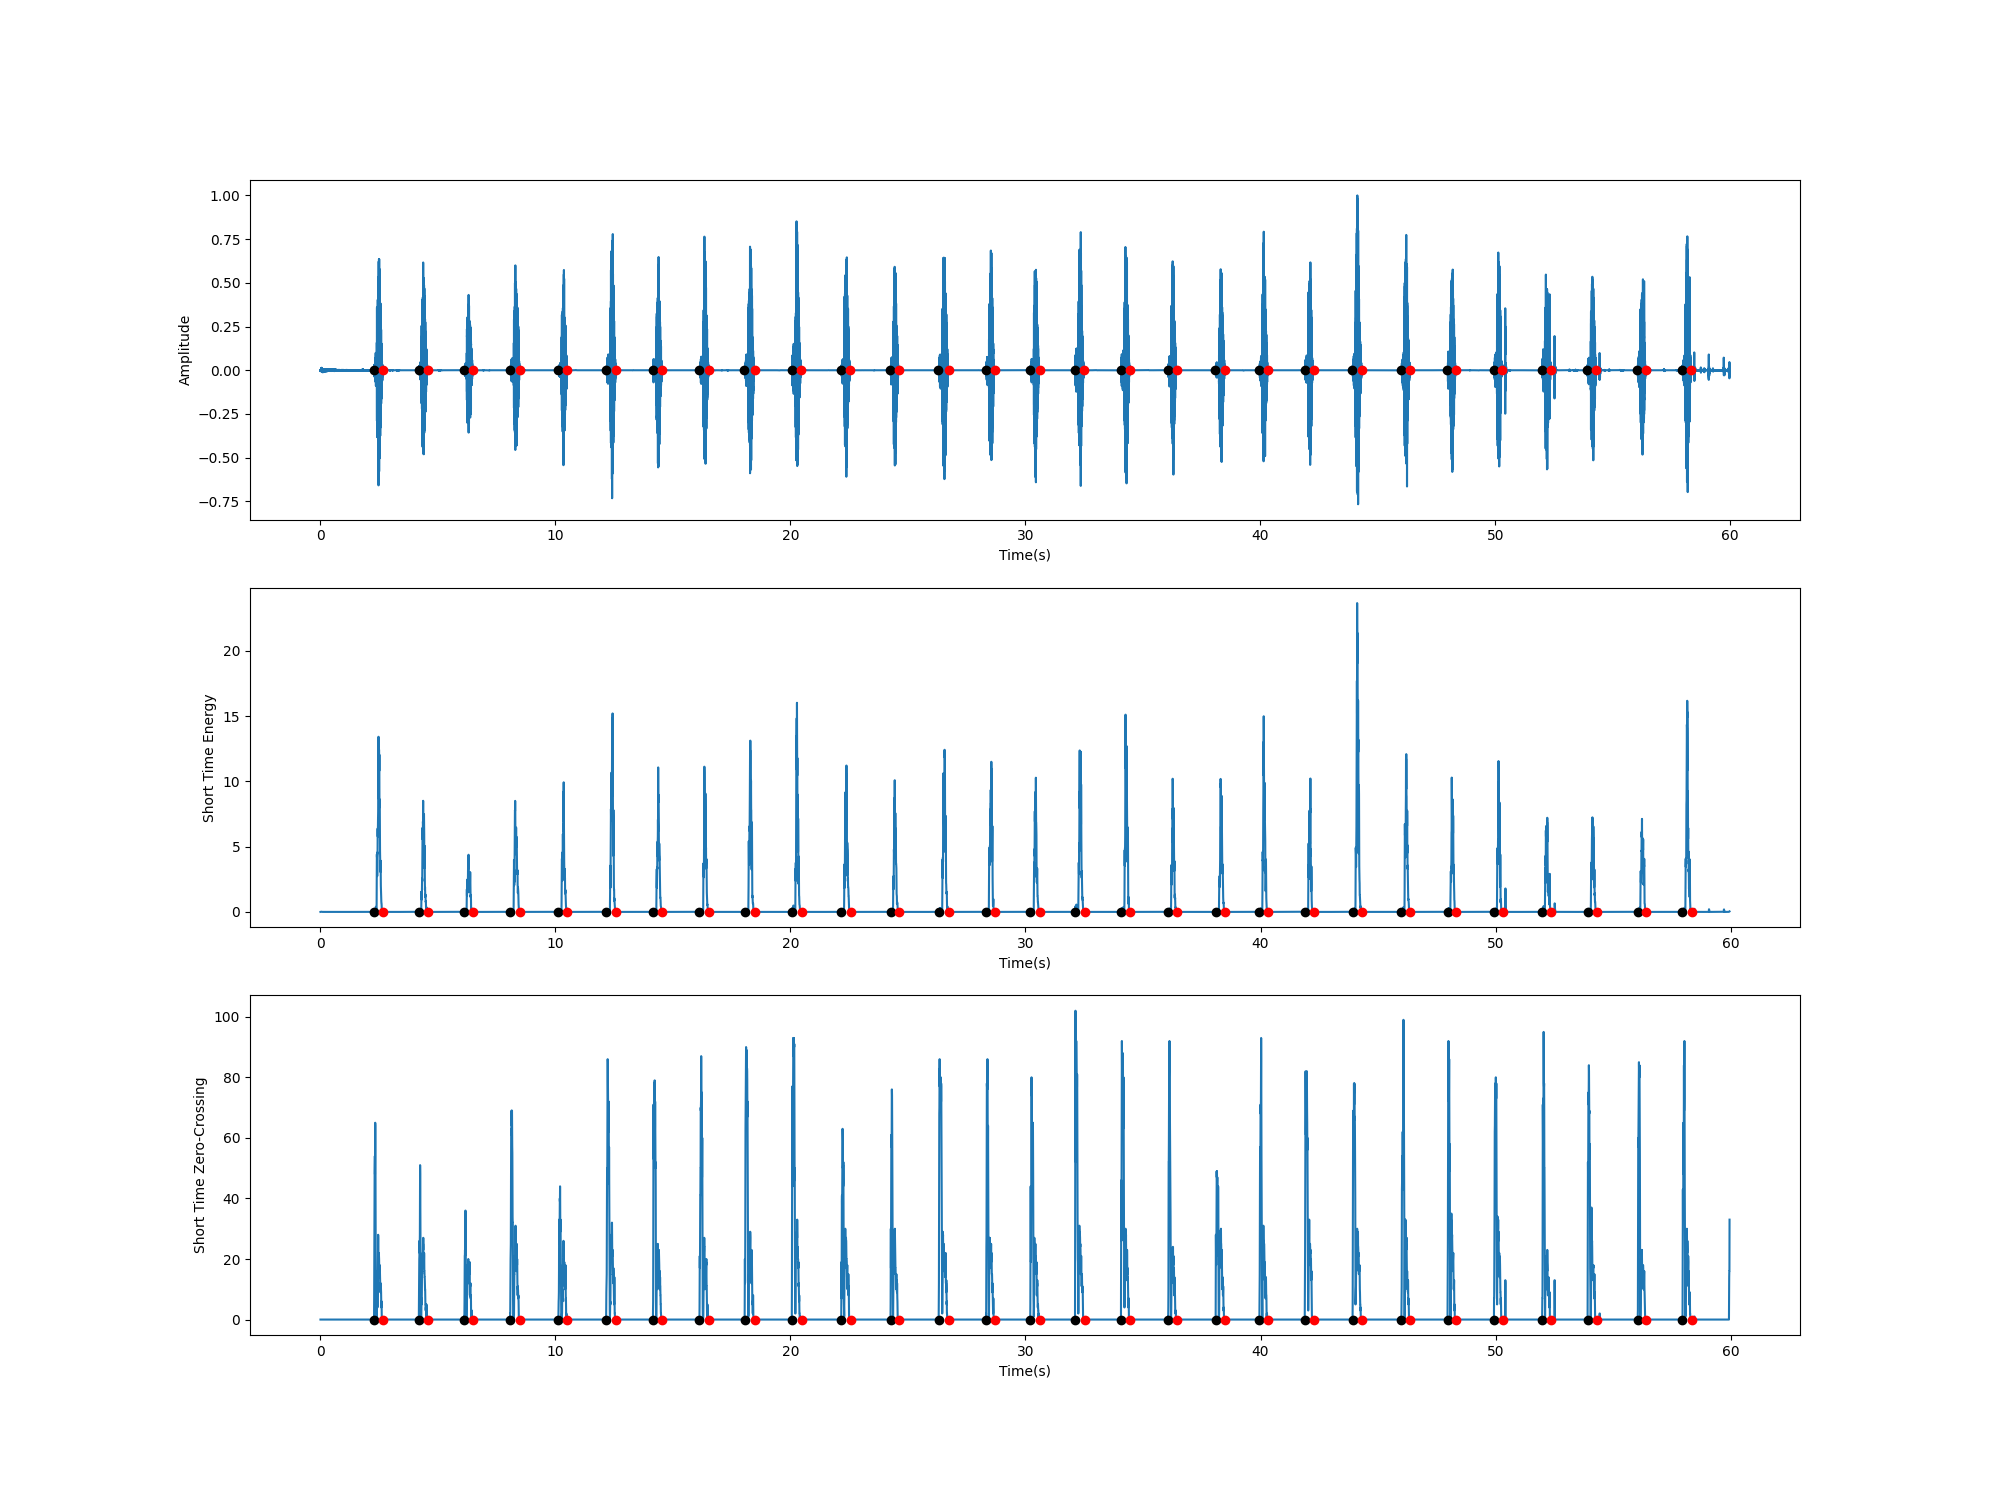 1.00
0.75
0.50
0.25
0.00
−0.25
−0.50
−0.75
Amplitude
0 10 20 30 40 50 60
Time(s)
20
15
10
5
0
Short Time Energy
0 10 20 30 40 50 60
Time(s)
100
80
60
40
20
0
Short Time Zero-Crossing
0 10 20 30 40 50 60
Time(s)